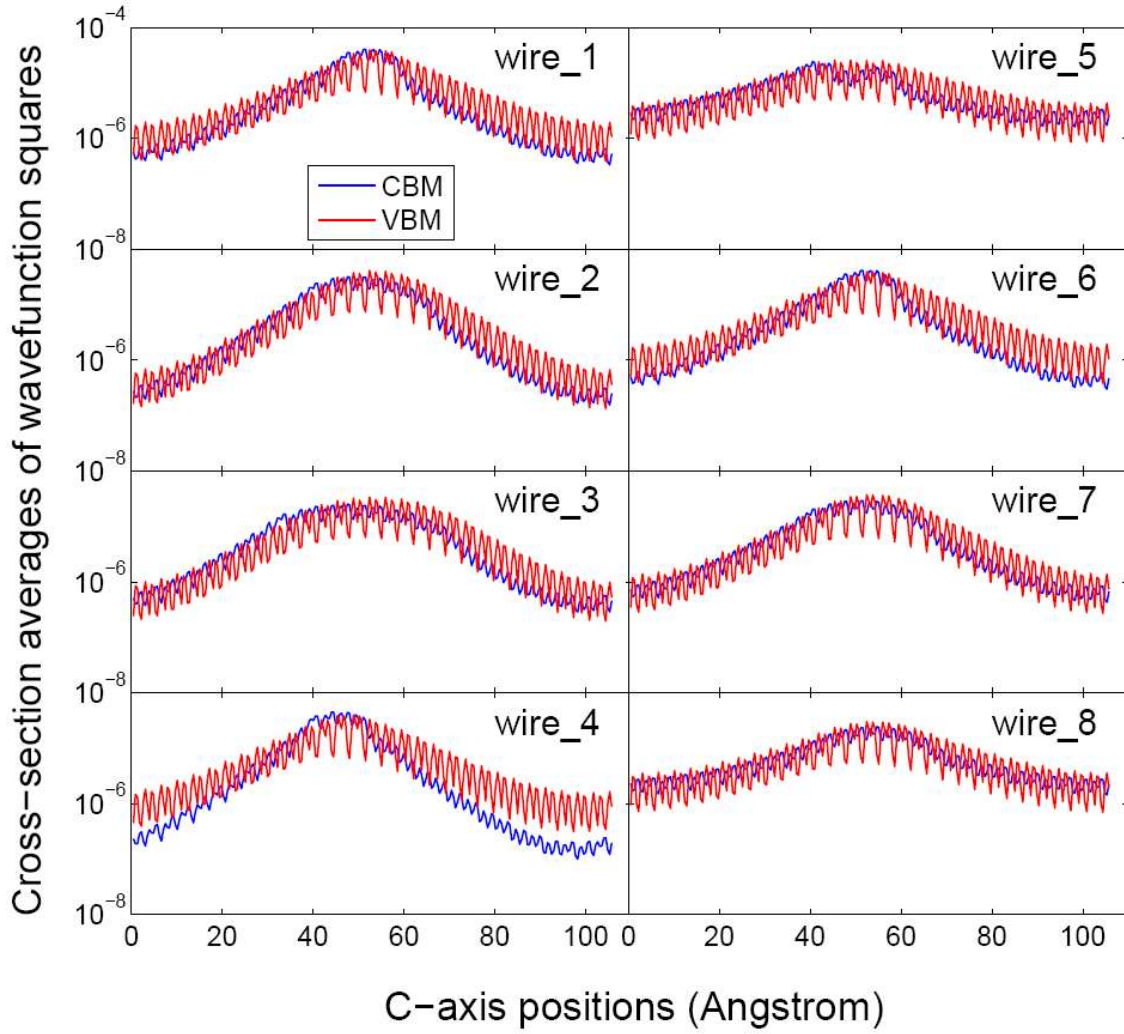 Cross−section averages of wavefunction squares
10−4
10−6
10−8
wire_1
CBM
VBM
wire_5
10−6
10−8
wire_2
wire_6
10−6
10−8
wire_3
wire_7
10−6
10−8
wire_4
wire_8
0 20 40 60 80 100 0 20 40 60 80 100
C−axis positions (Angstrom)